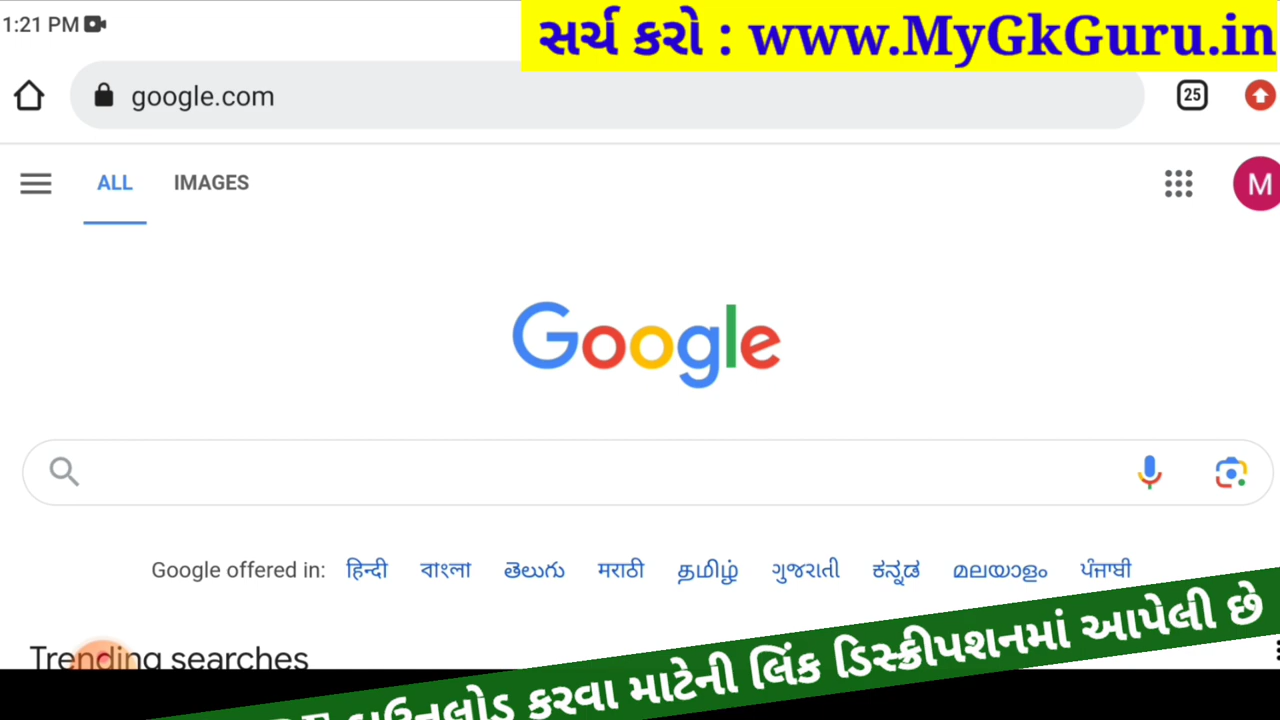 1:21 PM
સર્ચ કરો : www.MyGkGuru.in
google.com
25
ALL IMAGES
M
Google
Google offered in: हिन्दी বাংলা తెలుగు मराठी தமிழ் ગુજરાતી ಕನ್ನಡ മലയാളം ਪੰਜਾਬੀ
Trending searches
ડાઉનલોડ કરવા માટેની લિંક ડિસ્ક્રીપશનમાં આપેલી છે